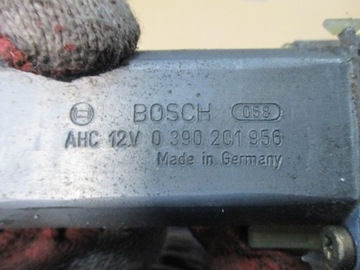 BOSCH 058
AHC 12V 0 390 201 956
Made in Germany